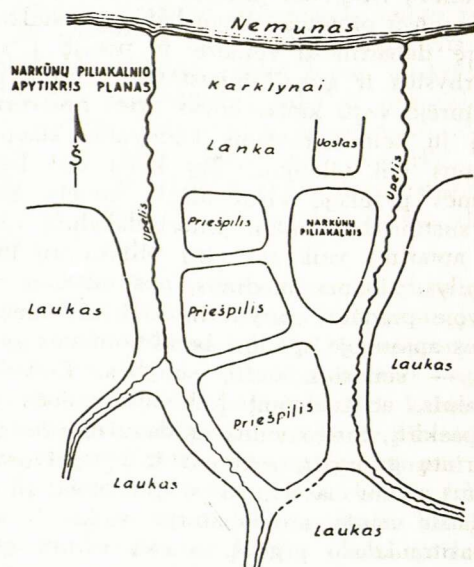 Nemunas
NARKŪNŲ PILIAKALNIO
APYTIKRIS PLANAS
Š
Karklynai
Lanka
Uostas
Upelis
Upelis
Priešpilis
NARKŪNŲ
PILIAKALNIS
Priešpilis
Laukas
Laukas
Priešpilis
Laukas
Laukas